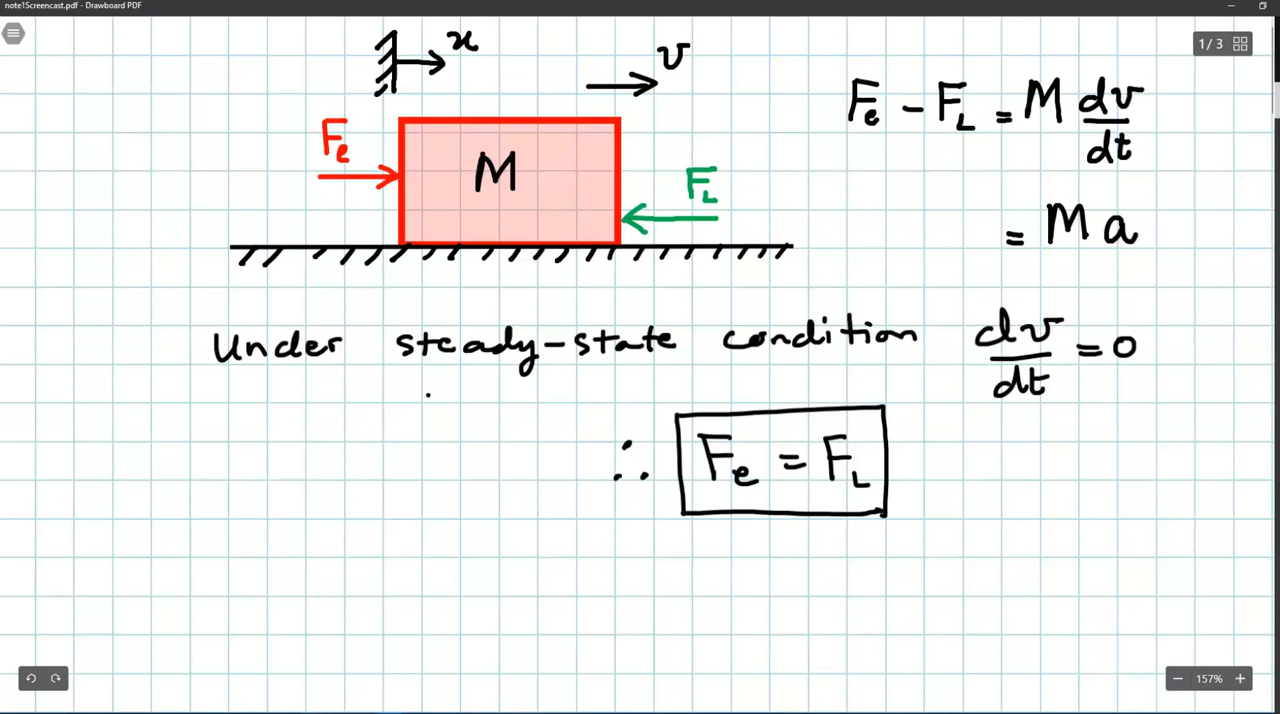 note1Screencast.pdf - Drawboard PDF
1/3
x
v
Fe
M
FL
Fe - FL = M dv/dt
= M a
Under steady-state condition dv/dt = 0
∴ Fe = FL
157%